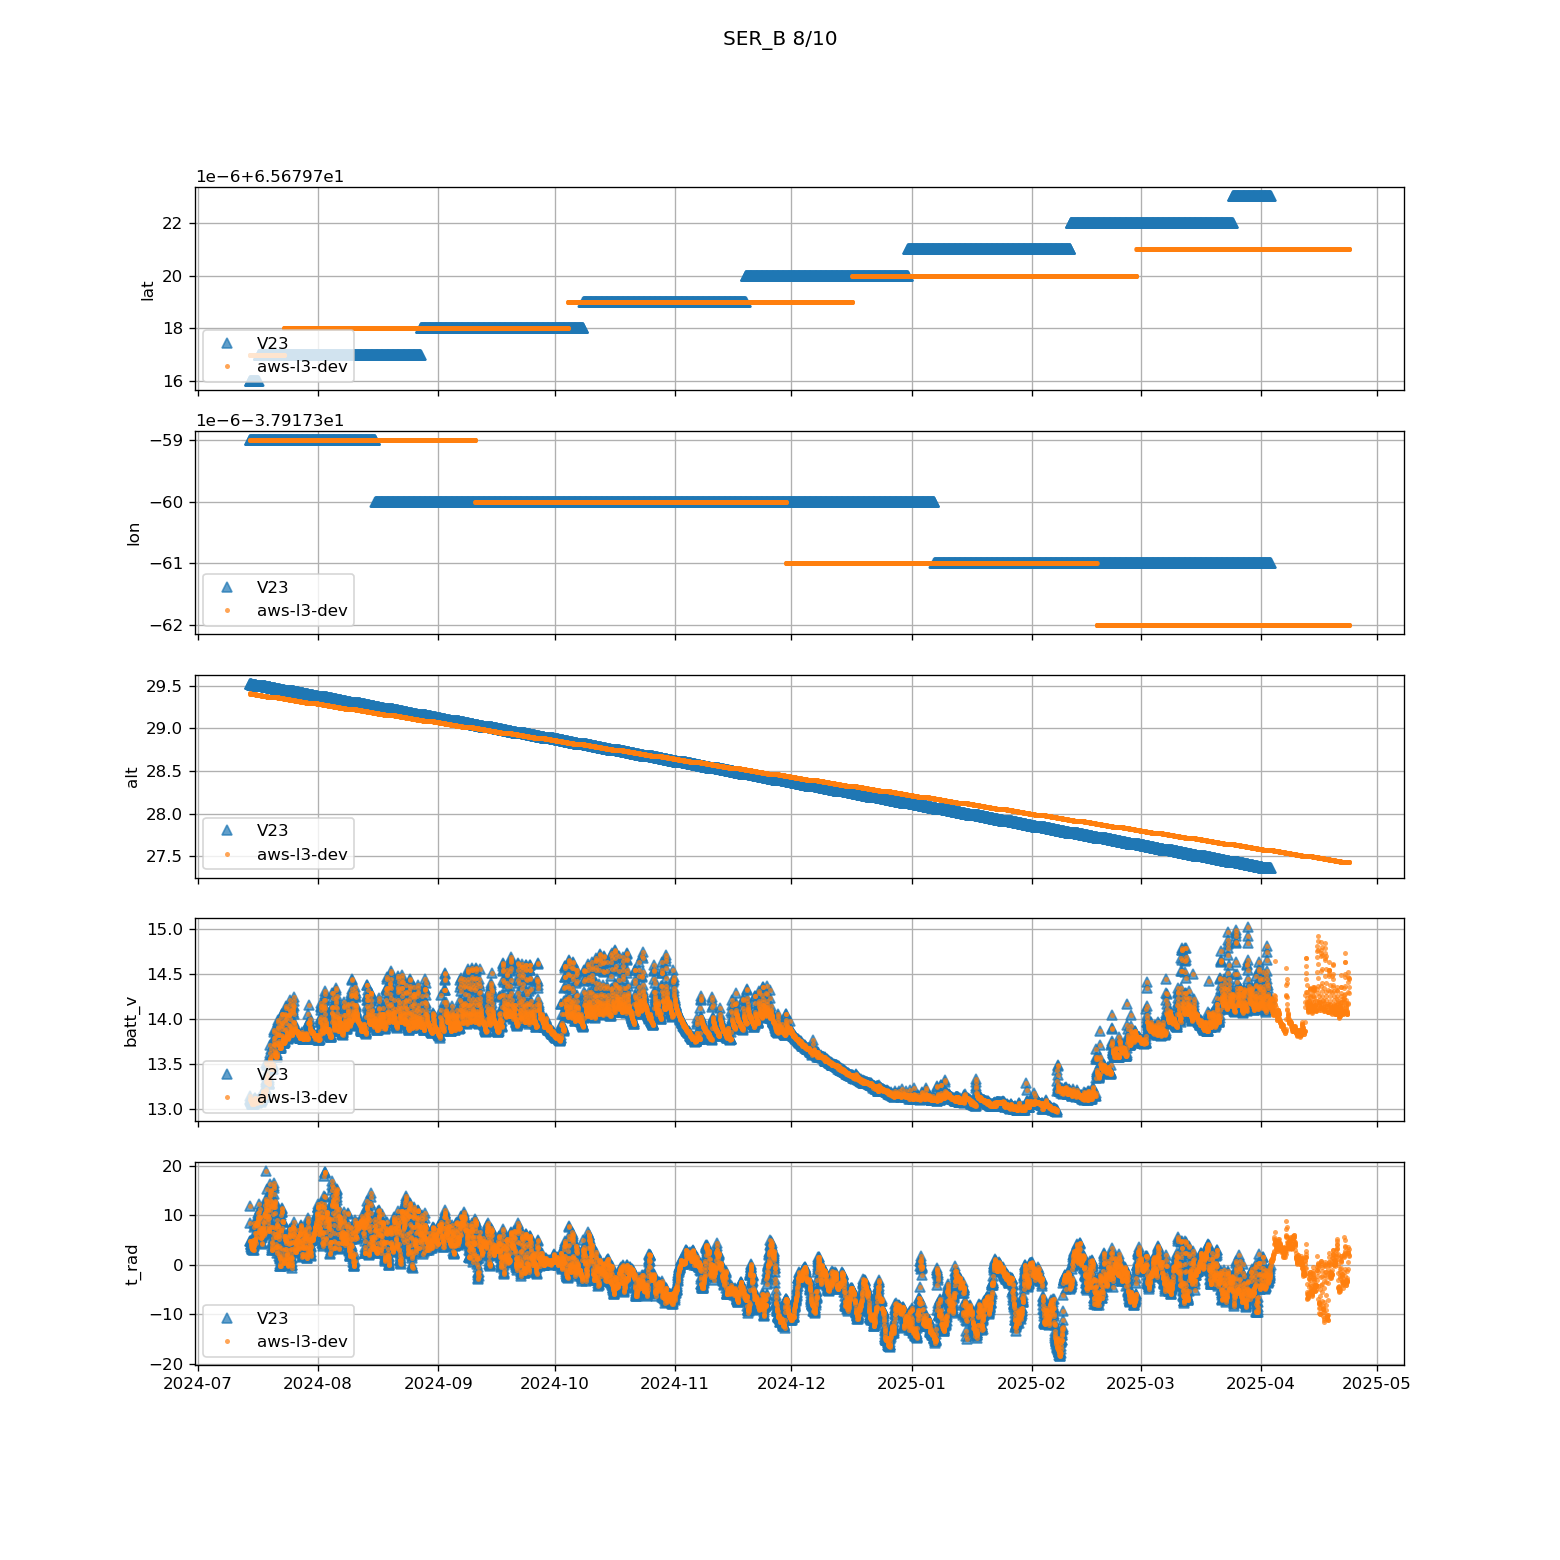 SER_B 8/10
1e−6+6.56797e1
22
20
18
16
lat
V23
aws-l3-dev
1e−6−3.79173e1
−59
−60
−61
−62
lon
V23
aws-l3-dev
29.5
29.0
28.5
28.0
27.5
alt
V23
aws-l3-dev
15.0
14.5
14.0
13.5
13.0
batt_v
V23
aws-l3-dev
20
10
0
−10
−20
t_rad
V23
aws-l3-dev
2024-07 2024-08 2024-09 2024-10 2024-11 2024-12 2025-01 2025-02 2025-03 2025-04 2025-05